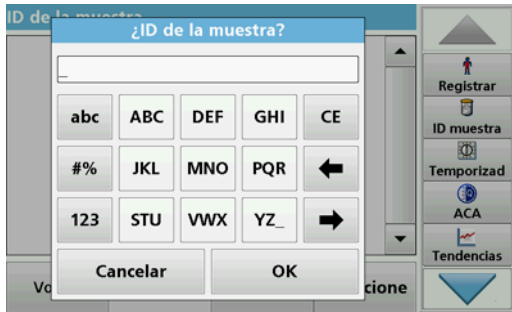 ID de la muestra
¿ID de la muestra?
_
abc ABC DEF GHI CE
#% JKL MNO PQR
123 STU VWX YZ_
Cancelar OK
Vo
cione
Registrar
ID muestra
Temporizad
ACA
Tendencias